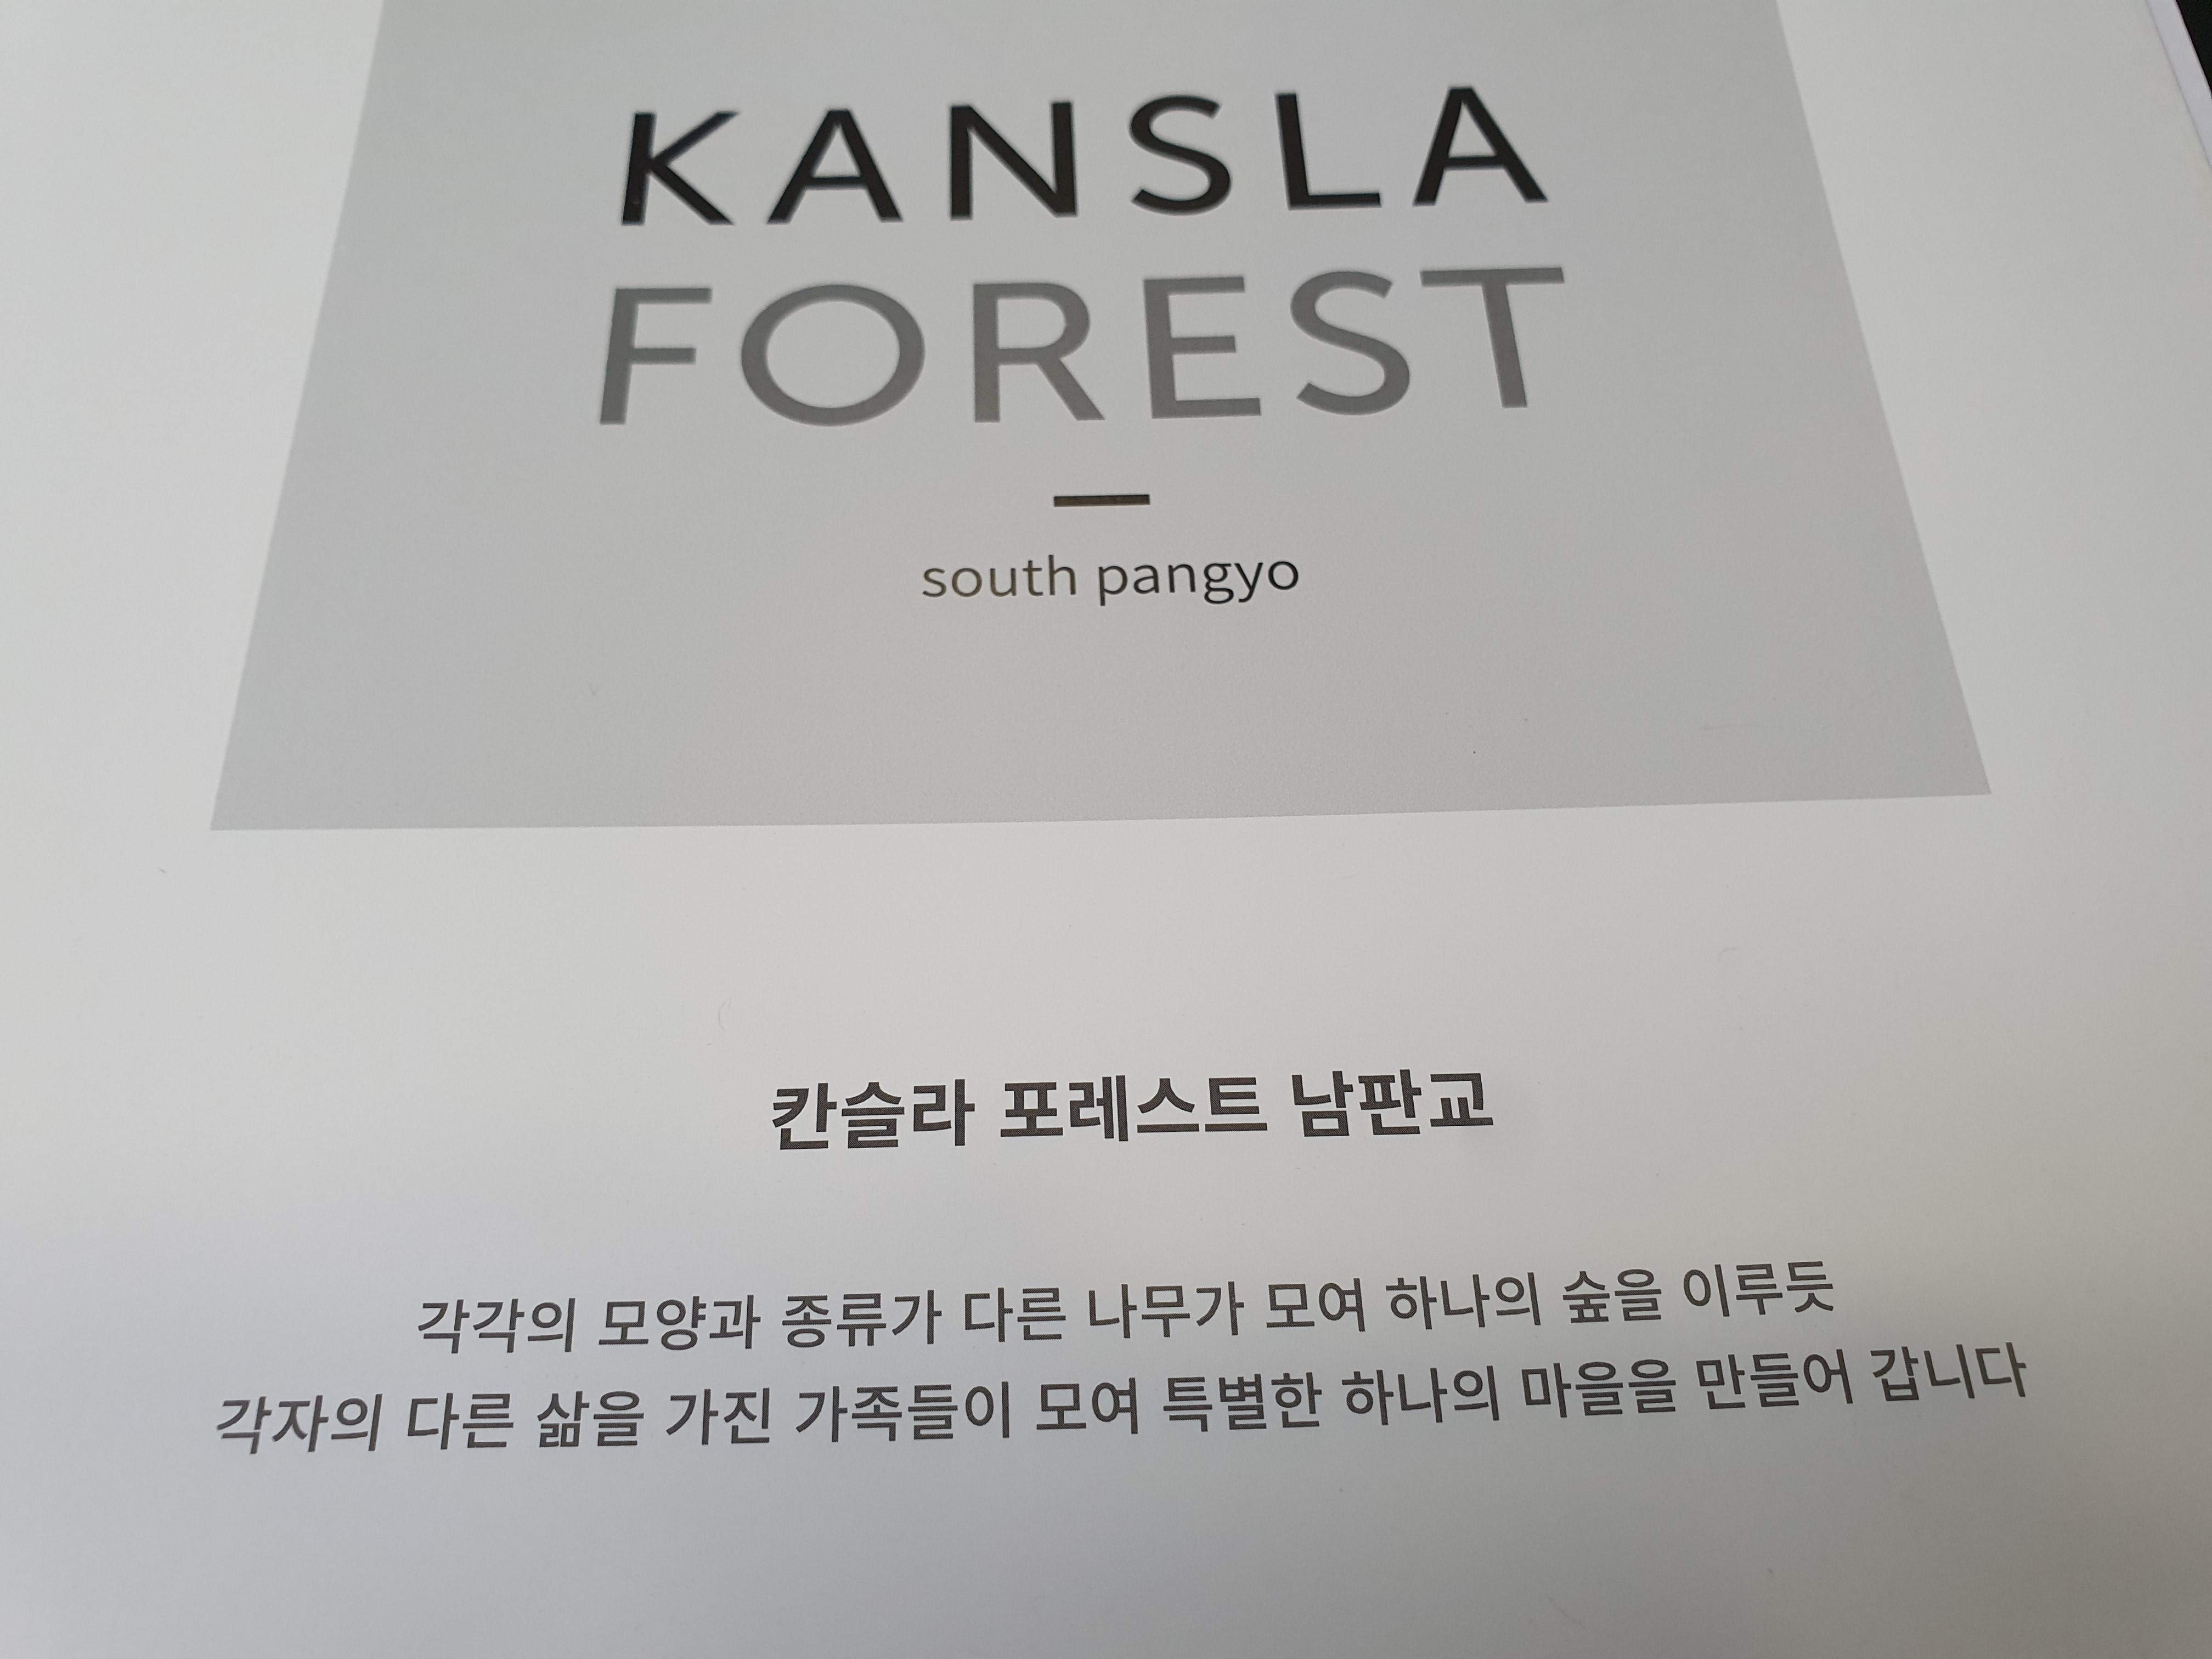 KANSLA
FOREST
south pangyo
칸슬라 포레스트 남판교
각각의 모양과 종류가 다른 나무가 모여 하나의 숲을 이루듯
각자의 다른 삶을 가진 가족들이 모여 특별한 하나의 마을을 만들어 갑니다